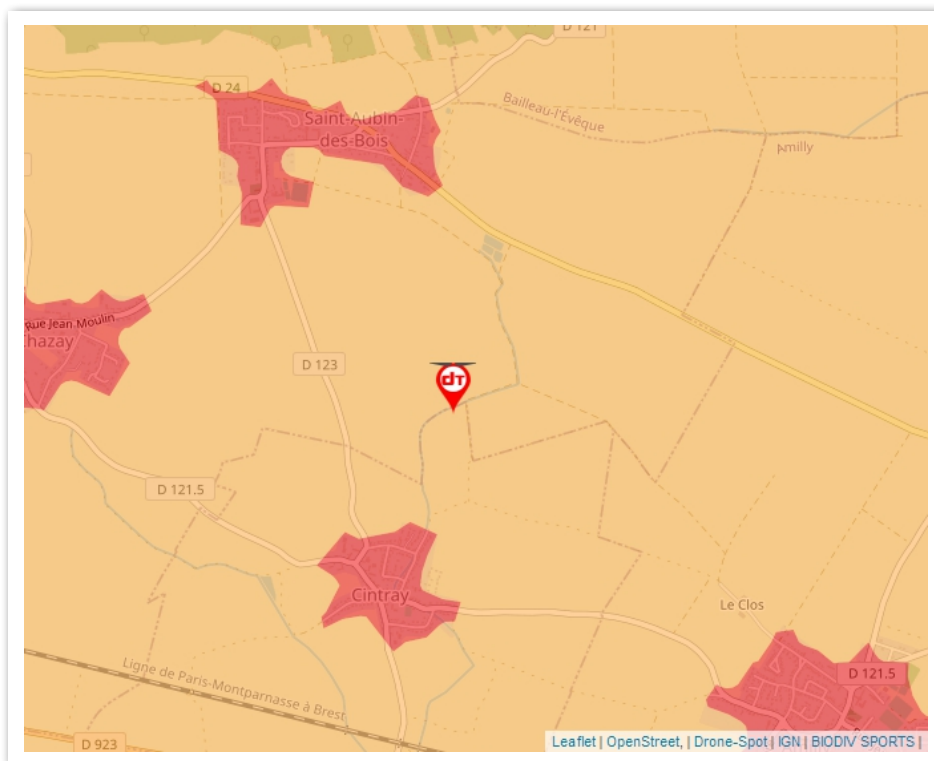 D 121
D 24
Bailleau-l'Évêque
Saint-Aubin-
des-Bois
Amilly
Rue Jean Moulin
Chazay
D 123
dT
D 121.5
Cintray
Le Clos
Ligne de Paris-Montparnasse à Brest
D 121.5
D 923
Leaflet | OpenStreet, | Drone-Spot | IGN | BIODIV SPORTS |